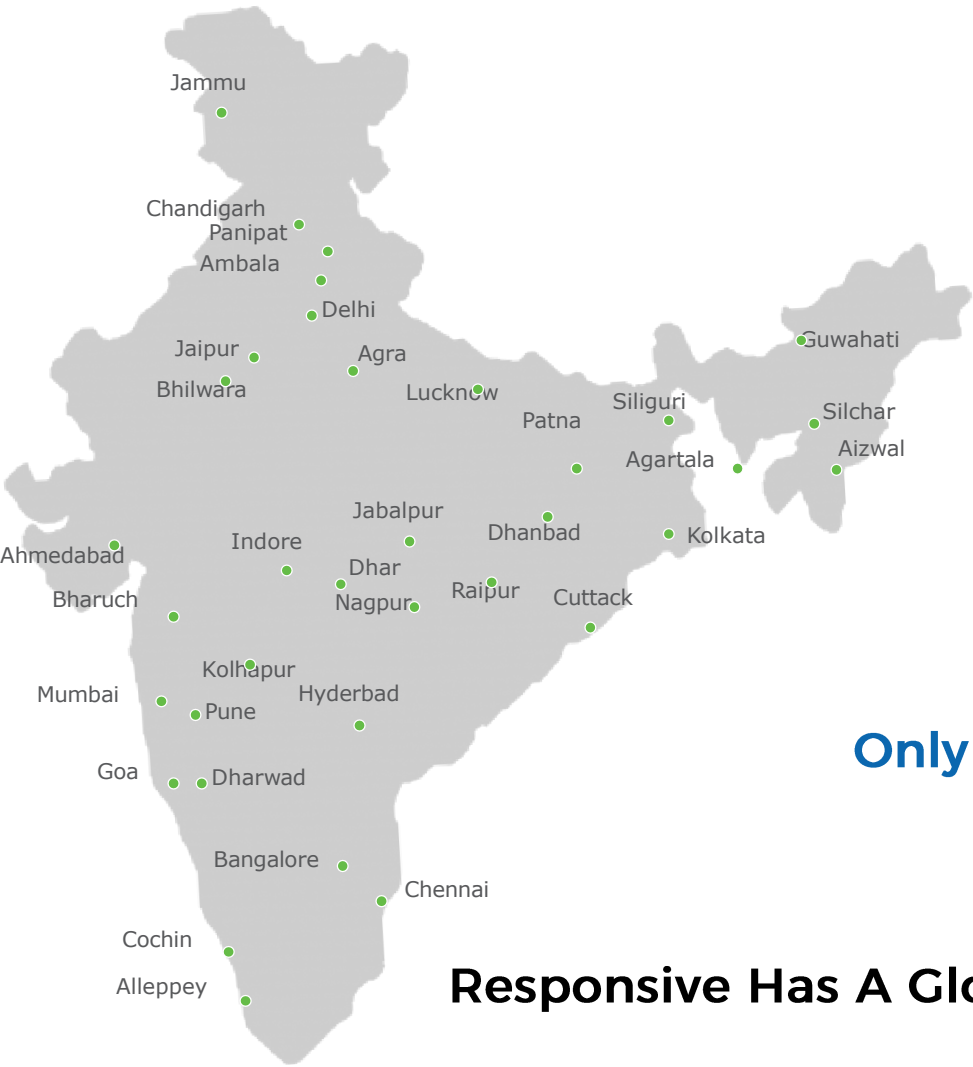 Jammu
Chandigarh
Panipat
Ambala
Delhi
Jaipur
Agra
Guwahati
Bhilwara
Lucknow
Siliguri
Patna
Silchar
Aizwal
Agartala
Jabalpur
Dhanbad
Kolkata
Indore
Ahmedabad
Dhar
Raipur
Bharuch
Nagpur
Cuttack
Kolhapur
Mumbai
Hyderbad
Pune
Only
Goa
Dharwad
Bangalore
Chennai
Cochin
Alleppey
Responsive Has A Glo